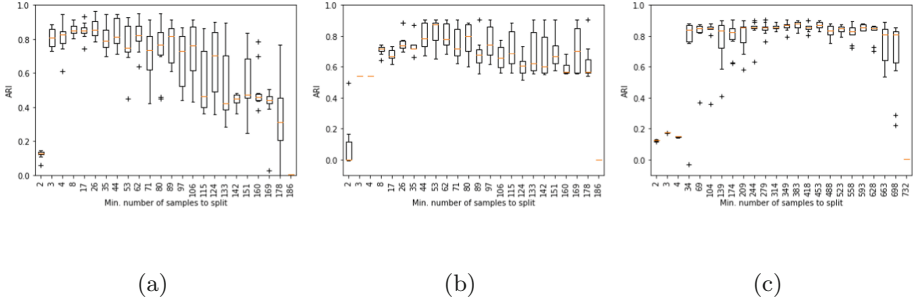 1.0
0.8
0.6
0.4
0.2
0.0
ARI
2 3 4 8 17 26 35 44 53 62 71 80 89 97 106 115 124 133 142 151 160 169 178 186
Min. number of samples to split
(a)
1.0
0.8
0.6
0.4
0.2
0.0
ARI
2 3 4 8 17 26 35 44 53 62 71 80 89 97 106 115 124 133 142 151 160 169 178 186
Min. number of samples to split
(b)
1.0
0.8
0.6
0.4
0.2
0.0
ARI
2 3 4 34 69 104 139 174 209 244 279 314 349 383 418 453 488 523 558 593 628 663 698 732
Min. number of samples to split
(c)